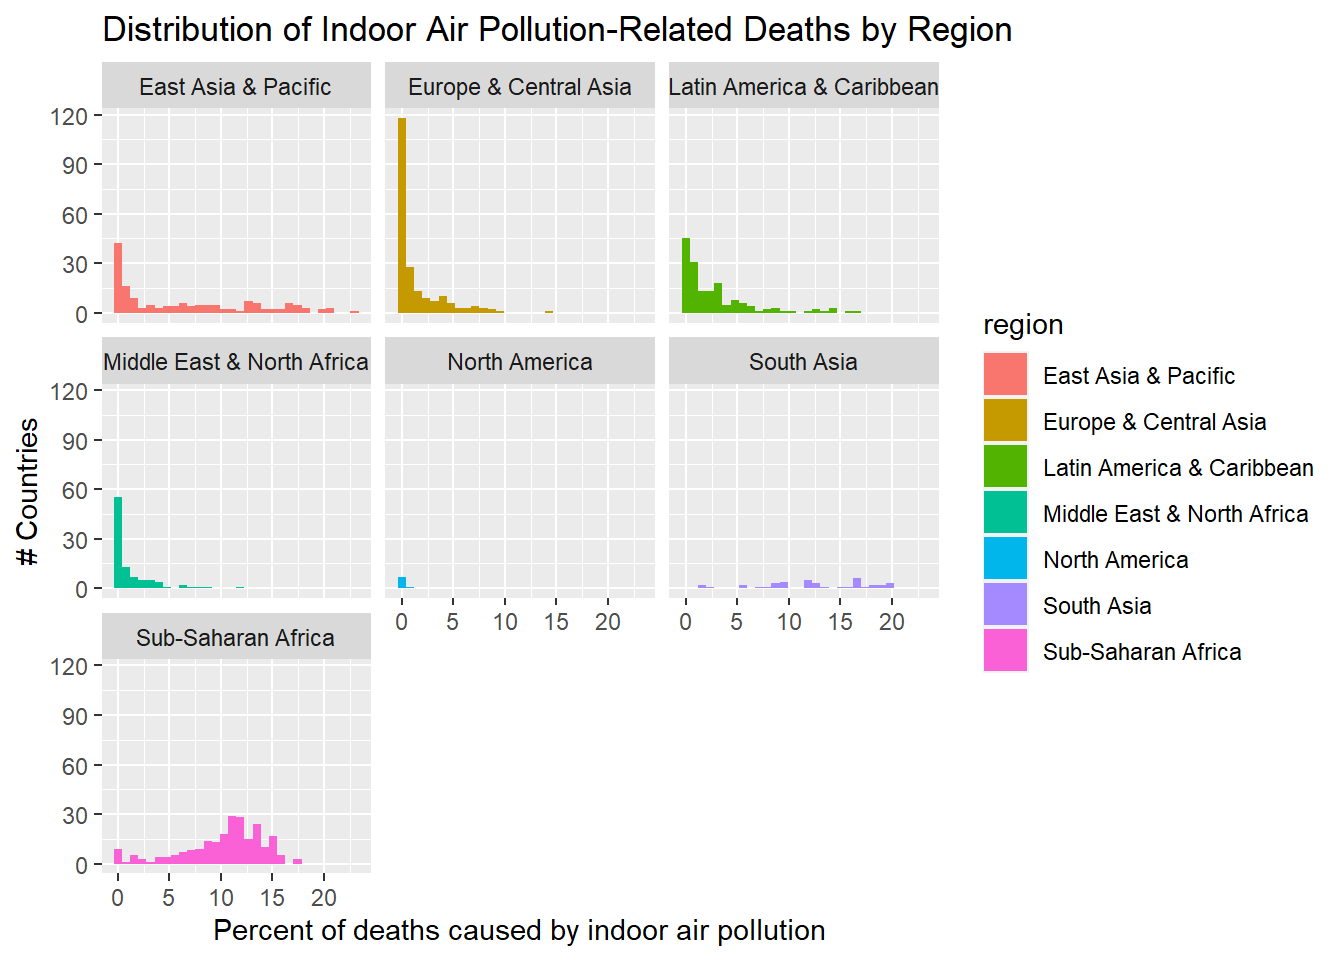 Distribution of Indoor Air Pollution-Related Deaths by Region
East Asia & Pacific
Europe & Central Asia
Latin America & Caribbean
120
90
60
30
0
Middle East & North Africa
North America
South Asia
120
90
60
30
0
0 5 10 15 20
0 5 10 15 20
Sub-Saharan Africa
120
90
60
30
0
0 5 10 15 20
# Countries
Percent of deaths caused by indoor air pollution
region
East Asia & Pacific
Europe & Central Asia
Latin America & Caribbean
Middle East & North Africa
North America
South Asia
Sub-Saharan Africa